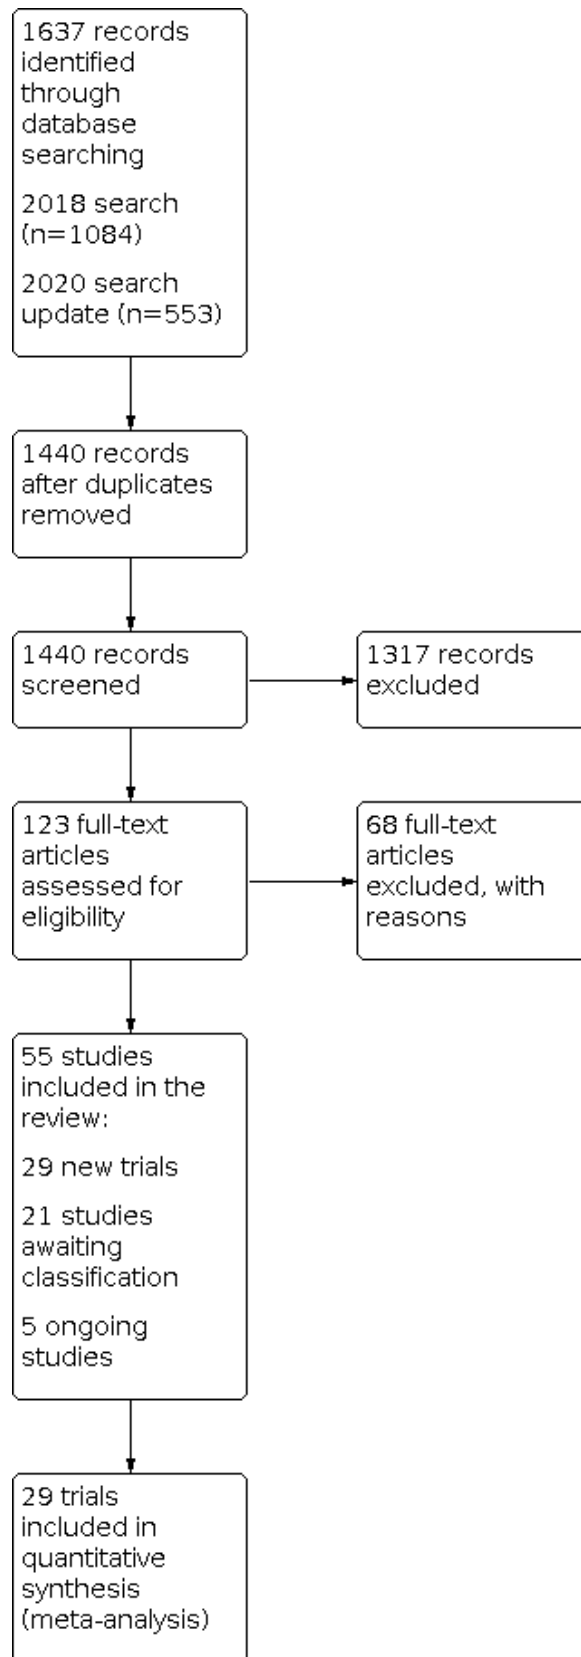 1637 records
identified
through
database
searching
2018 search
(n=1084)
2020 search
update (n=553)
1440 records
after duplicates
removed
1440 records
screened
1317 records
excluded
123 full-text
articles
assessed for
eligibility
68 full-text
articles
excluded, with
reasons
55 studies
included in the
review:
29 new trials
21 studies
awaiting
classification
5 ongoing
studies
29 trials
included in
quantitative
synthesis
(meta-analysis)